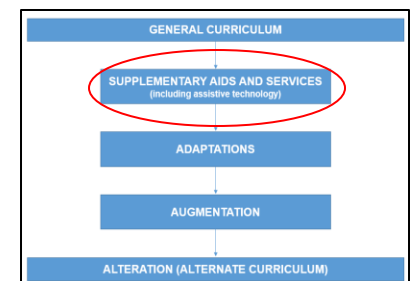 GENERAL CURRICULUM
SUPPLEMENTARY AIDS AND SERVICES
(including assistive technology)
ADAPTATIONS
AUGMENTATION
ALTERATION (ALTERNATE CURRICULUM)